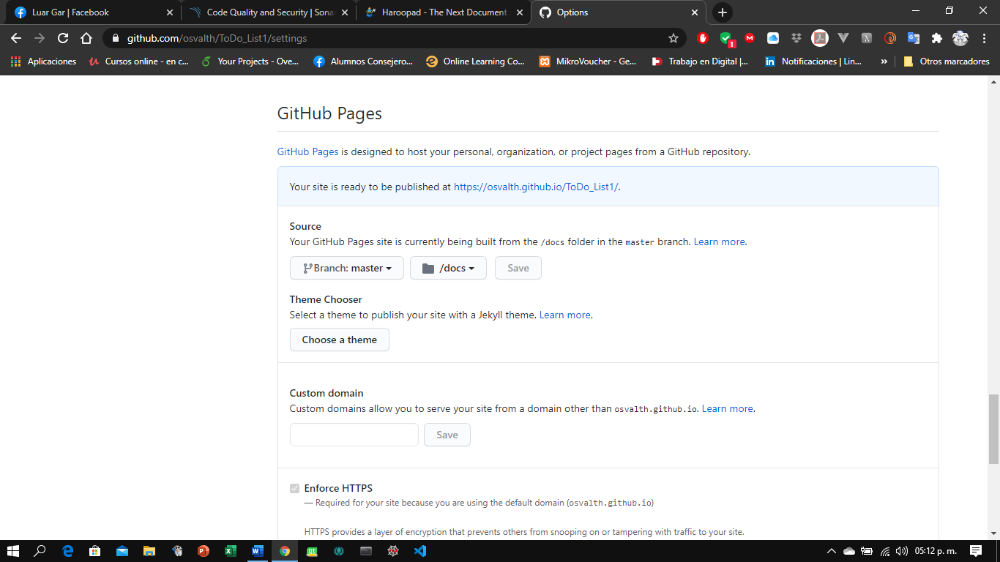 Luar Gar | Facebook
Code Quality and Security | Sona
Haroopad - The Next Document
Options
github.com/osvalth/ToDo_List1/settings
1
Aplicaciones
Cursos online - en c...
Your Projects - Ove...
Alumnos Consejero...
Online Learning Co...
MikroVoucher - Ge...
Trabajo en Digital |...
Notificaciones | Lin...
»
Otros marcadores
GitHub Pages
GitHub Pages is designed to host your personal, organization, or project pages from a GitHub repository.
Your site is ready to be published at https://osvalth.github.io/ToDo_List1/.
Source
Your GitHub Pages site is currently being built from the /docs folder in the master branch. Learn more.
Branch: master
/docs
Save
Theme Chooser
Select a theme to publish your site with a Jekyll theme. Learn more.
Choose a theme
Custom domain
Custom domains allow you to serve your site from a domain other than osvalth.github.io. Learn more.
Save
Enforce HTTPS
— Required for your site because you are using the default domain (osvalth.github.io)
HTTPS provides a layer of encryption that prevents others from snooping on or tampering with traffic to your site.
05:12 p. m.